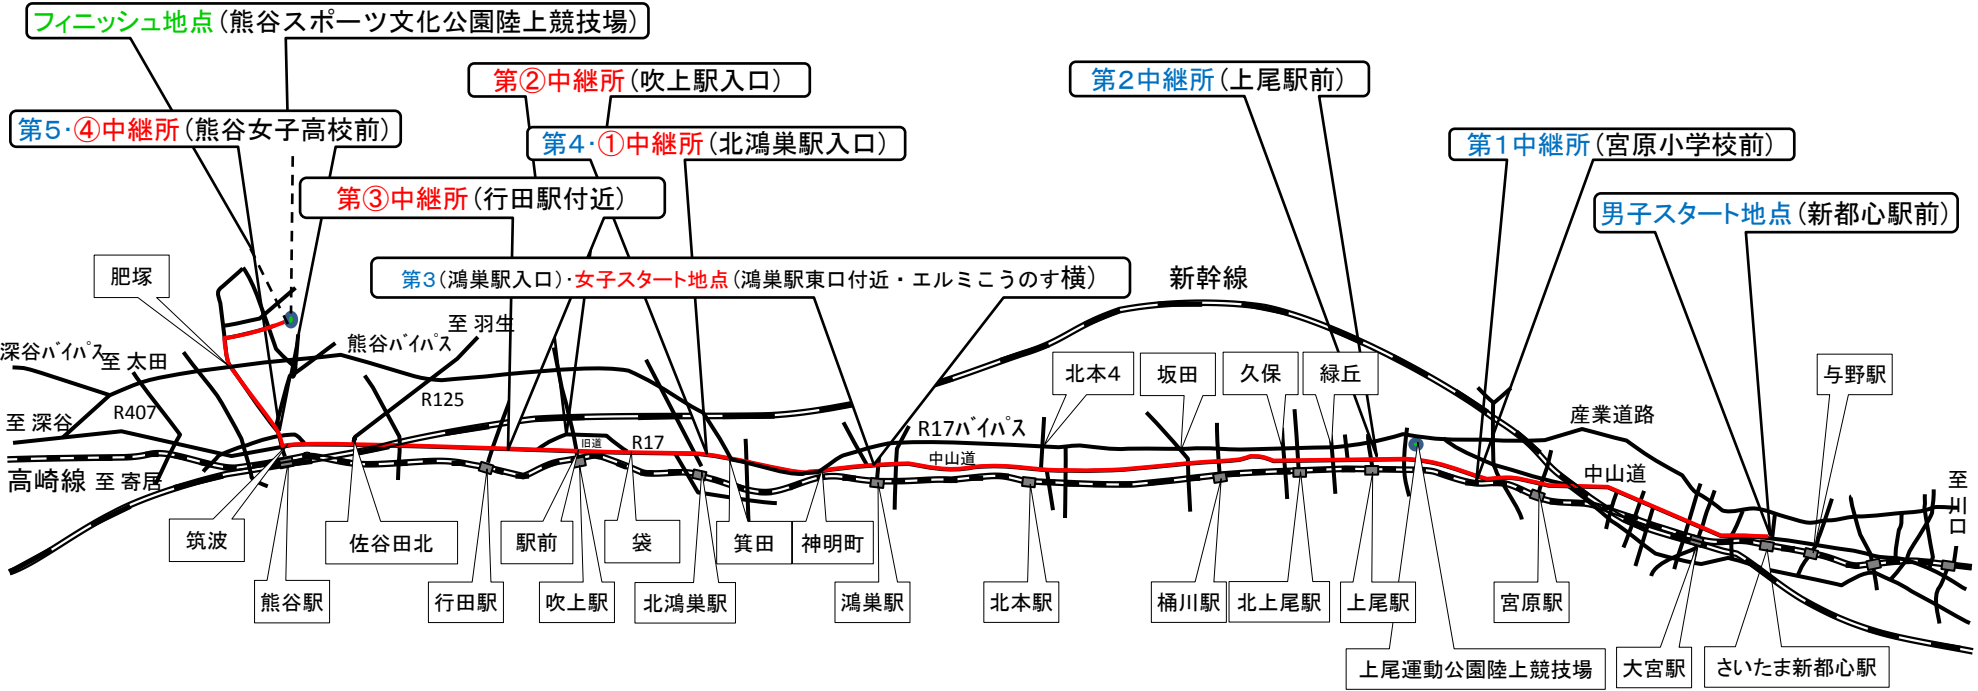 フィニッシュ地点(熊谷スポーツ文化公園陸上競技場)
第②中継所(吹上駅入口)
第2中継所(上尾駅前)
第5・④中継所(熊谷女子高校前)
第4・①中継所(北鴻巣駅入口)
第1中継所(宮原小学校前)
第③中継所(行田駅付近)
男子スタート地点(新都心駅前)
肥塚
第3(鴻巣駅入口)・女子スタート地点(鴻巣駅東口付近・エルミこうのす横)
新幹線
至 羽生
熊谷バイパス
深谷バイパス
至 太田
北本4
坂田
久保
緑丘
与野駅
R407
R125
至 深谷
旧道
R17
R17バイパス
産業道路
中山道
中山道
高崎線
至 寄居
至川口
筑波
佐谷田北
駅前
袋
箕田
神明町
熊谷駅
行田駅
吹上駅
北鴻巣駅
鴻巣駅
北本駅
桶川駅
北上尾駅
上尾駅
宮原駅
上尾運動公園陸上競技場
大宮駅
さいたま新都心駅